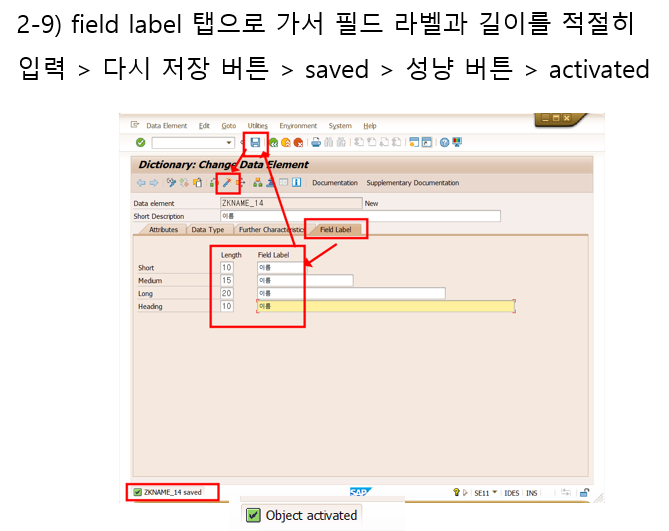 2-9) field label 탭으로 가서 필드 라벨과 길이를 적절히
입력 > 다시 저장 버튼 > saved > 성냥 버튼 > activated
Data Element Edit Goto Utilities Environment System Help
Dictionary: Change Data Element
Documentation Supplementary Documentation
Data element ZKNAME_14 New
Short Description 이름
Attributes Data Type Further Characteristics Field Label
Length Field Label
Short 10 이름
Medium 15 이름
Long 20 이름
Heading 10 이름
ZKNAME_14 saved SAP SE11 IDES INS
Object activated